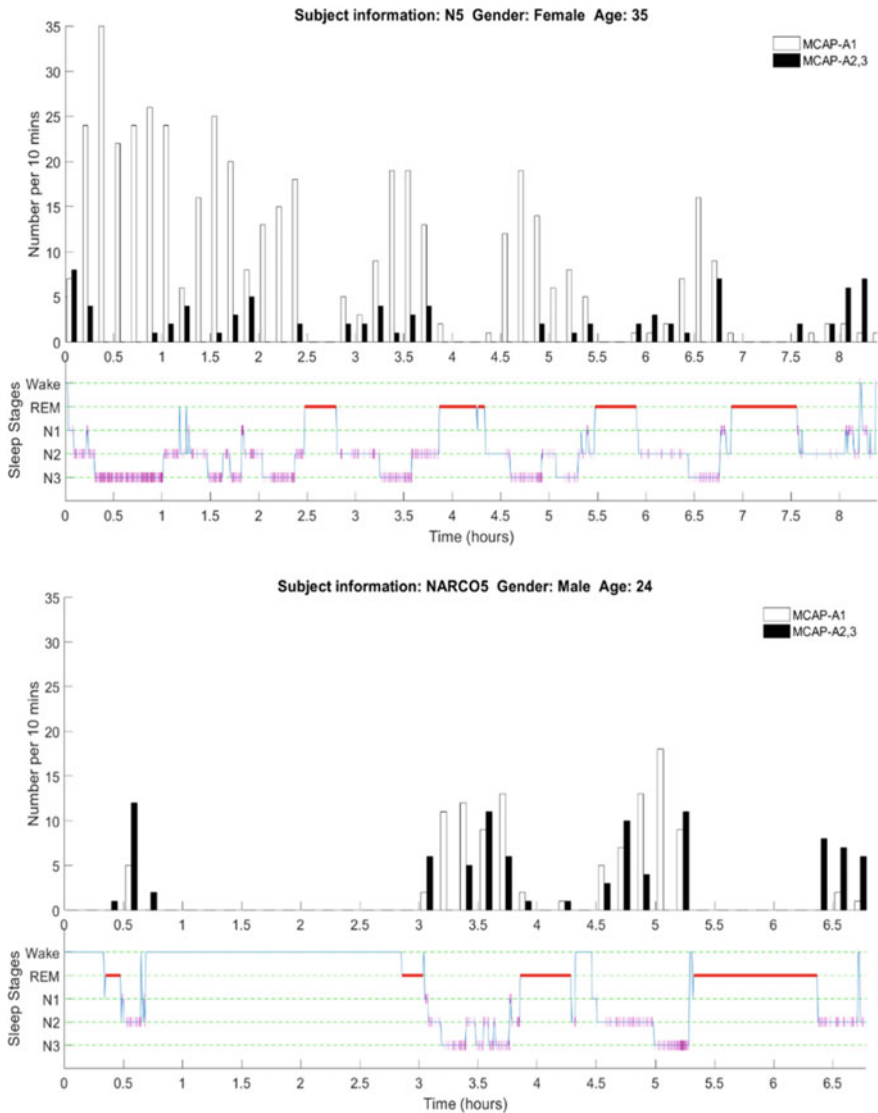 Subject information: N5 Gender: Female Age: 35
MCAP-A1
MCAP-A2,3
Number per 10 mins
35
30
25
20
15
10
5
0
0 0.5 1 1.5 2 2.5 3 3.5 4 4.5 5 5.5 6 6.5 7 7.5 8
Sleep Stages
Wake
REM
N1
N2
N3
0 0.5 1 1.5 2 2.5 3 3.5 4 4.5 5 5.5 6 6.5 7 7.5 8
Time (hours)
Subject information: NARCO5 Gender: Male Age: 24
MCAP-A1
MCAP-A2,3
Number per 10 mins
35
30
25
20
15
10
5
0
0 0.5 1 1.5 2 2.5 3 3.5 4 4.5 5 5.5 6 6.5
Sleep Stages
Wake
REM
N1
N2
N3
0 0.5 1 1.5 2 2.5 3 3.5 4 4.5 5 5.5 6 6.5
Time (hours)